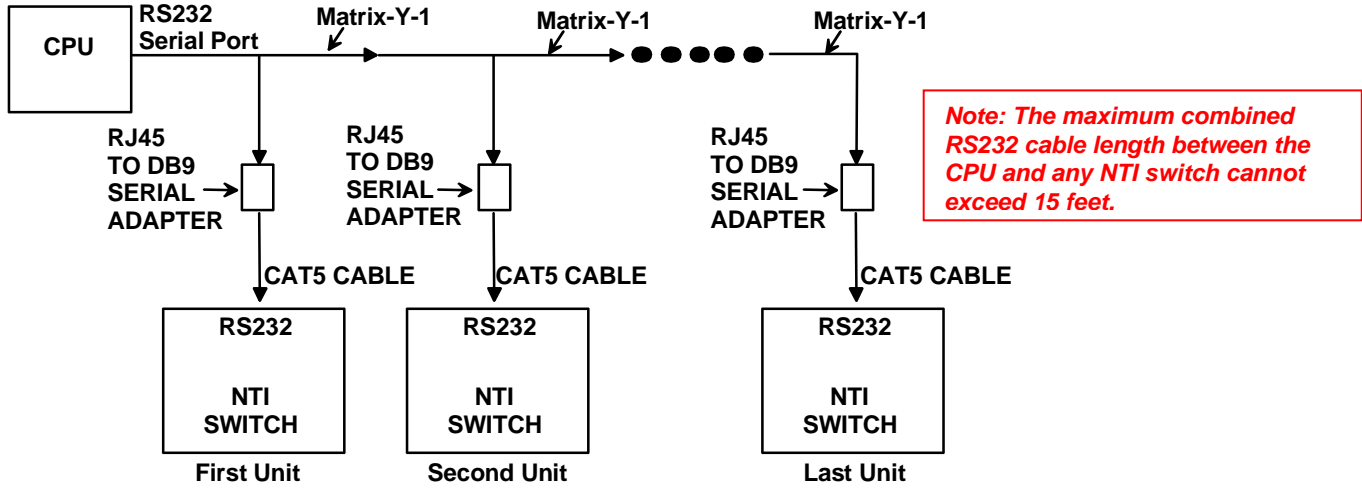 CPU
RS232
Serial Port
Matrix-Y-1
Matrix-Y-1
Matrix-Y-1
RJ45
TO DB9
SERIAL
ADAPTER
RJ45
TO DB9
SERIAL
ADAPTER
RJ45
TO DB9
SERIAL
ADAPTER
Note: The maximum combined
RS232 cable length between the
CPU and any NTI switch cannot
exceed 15 feet.
CAT5 CABLE
CAT5 CABLE
CAT5 CABLE
RS232
NTI
SWITCH
First Unit
RS232
NTI
SWITCH
Second Unit
RS232
NTI
SWITCH
Last Unit